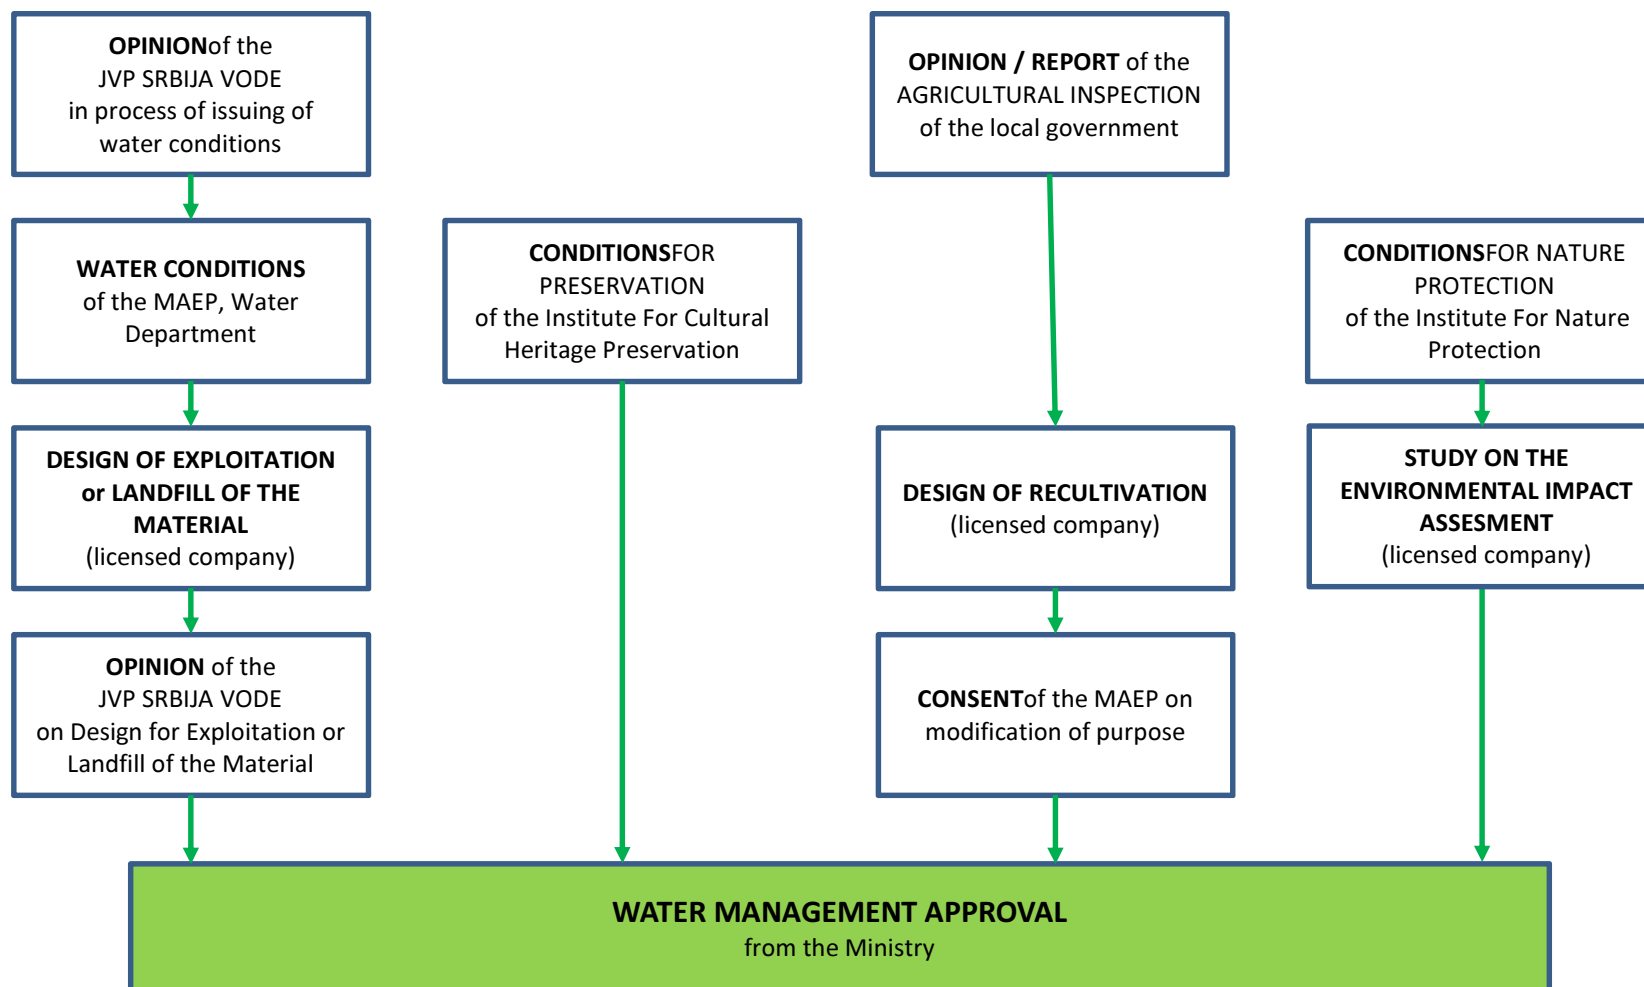 OPINIONof the
JVP SRBIJA VODE
in process of issuing of
water conditions
OPINION / REPORT of the
AGRICULTURAL INSPECTION
of the local government
WATER CONDITIONS
of the MAEP, Water
Department
CONDITIONSFOR
PRESERVATION
of the Institute For Cultural
Heritage Preservation
CONDITIONSFOR NATURE
PROTECTION
of the Institute For Nature
Protection
DESIGN OF EXPLOITATION
or LANDFILL OF THE
MATERIAL
(licensed company)
DESIGN OF RECULTIVATION
(licensed company)
STUDY ON THE
ENVIRONMENTAL IMPACT
ASSESMENT
(licensed company)
OPINION of the
JVP SRBIJA VODE
on Design for Exploitation or
Landfill of the Material
CONSENTof the MAEP on
modification of purpose
WATER MANAGEMENT APPROVAL
from the Ministry